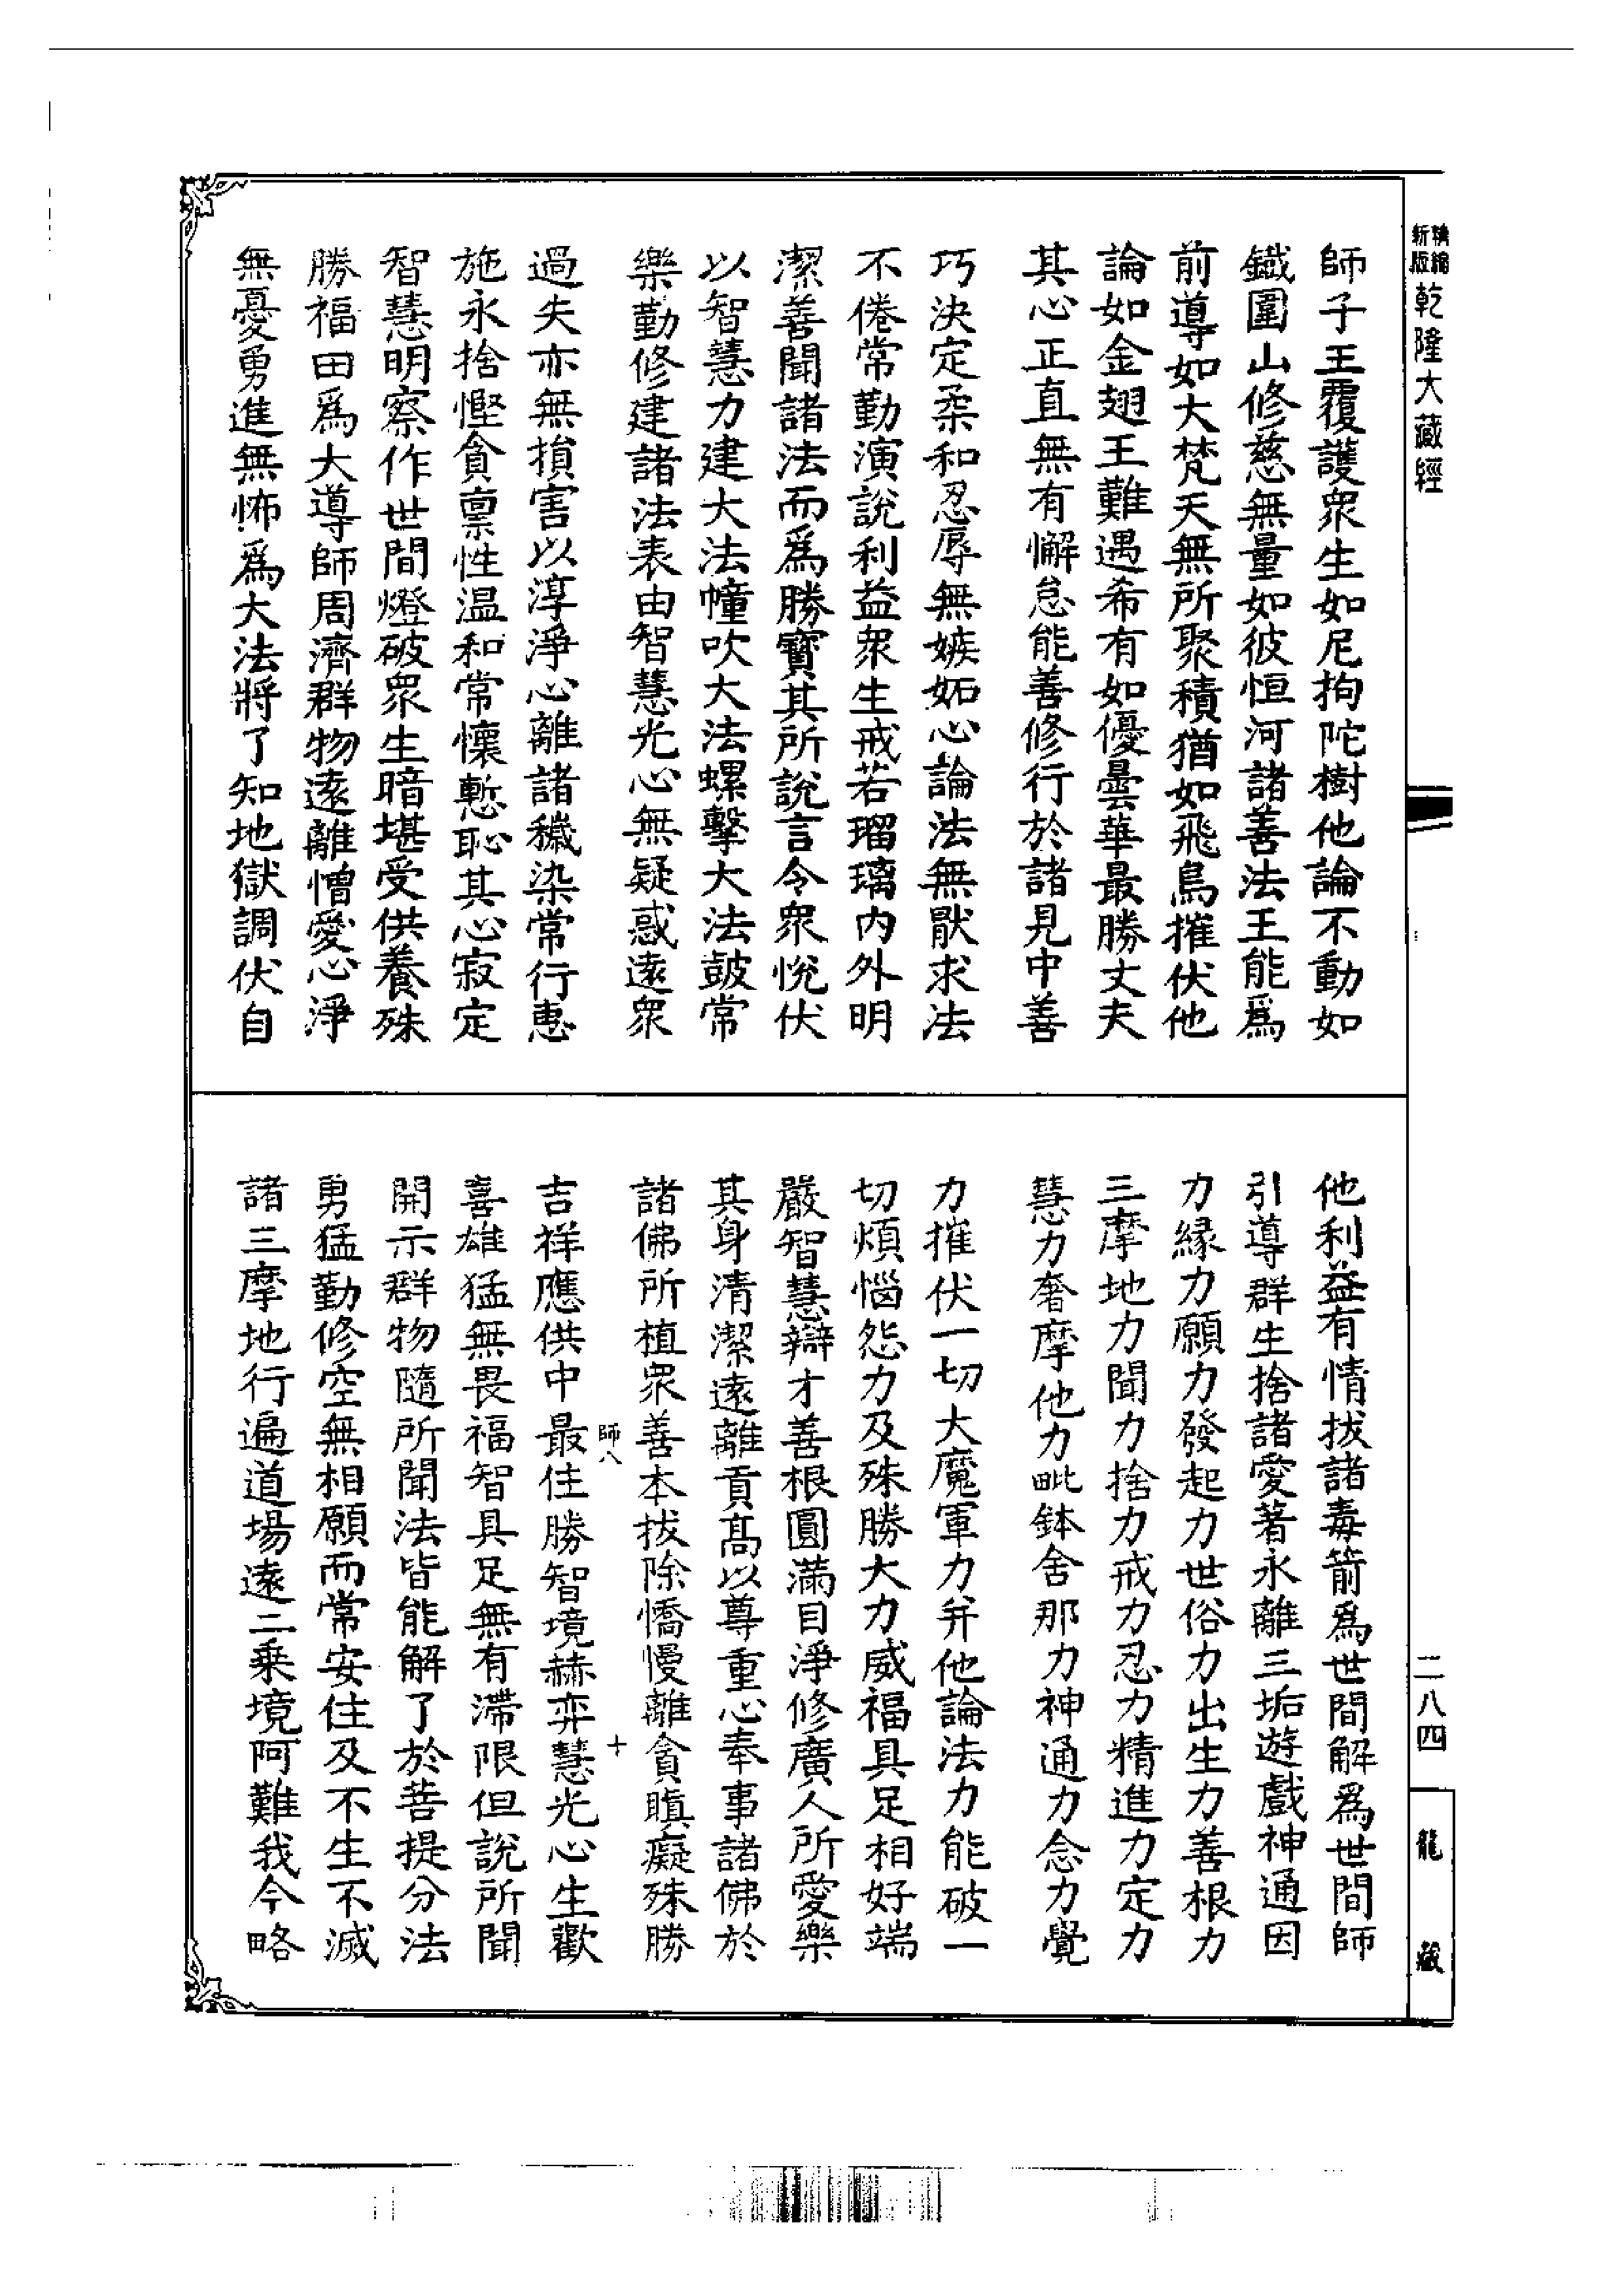 新版 精縮
乾隆大藏經
師子王覆護衆生如尼拘陀樹他論不動如
鐵圍山修慈無量如彼恒河諸善法王能爲
前導如大梵天無所聚積猶如飛鳥摧伏他
論如金翅王難遇希有如優曇華最勝丈夫
其心正直無有懈怠能善修行於諸見中善
巧決定柔和忍辱無嫉妬心論法無猒求法
不倦常勤演說利益衆生戒若瑠璃內外明
潔善聞諸法而爲勝寶其所說言令衆悅伏
以智慧力建大法幢吹大法螺擊大法鼓常
樂勤修建諸法表由智慧光心無疑惑遠衆
過失亦無損害以淳淨心離諸穢染常行惠
施永捨慳貪稟性溫和常懷慙恥其心寂定
智慧明察作世間燈破衆生暗堪受供養殊
勝福田爲大導師周濟群物遠離憎愛心淨
無憂勇進無怖爲大法將了知地獄調伏自
他利益有情拔諸毒箭爲世間解爲世間師
引導群生捨諸愛著永離三垢遊戲神通因
力緣力願力發起力世俗力出生力善根力
三摩地力聞力捨力戒力忍力精進力定力
慧力奢摩他力毗鉢舍那力神通力念力覺
力摧伏一切大魔軍力并他論法力能破一
切煩惱怨力及殊勝大力威福具足相好端
嚴智慧辯才善根圓滿目淨修廣人所愛樂
其身清潔遠離貢高以尊重心奉事諸佛於
諸佛所植衆善本拔除憍慢離貪瞋癡殊勝
師八
十
吉祥應供中最住勝智境赫弈慧光心生歡
喜雄猛無畏福智具足無有滯限但說所聞
開示群物隨所聞法皆能解了於菩提分法
勇猛勤修空無相願而常安住及不生不滅
諸三摩地行遍道場遠二乘境阿難我今略
二八四
龍藏